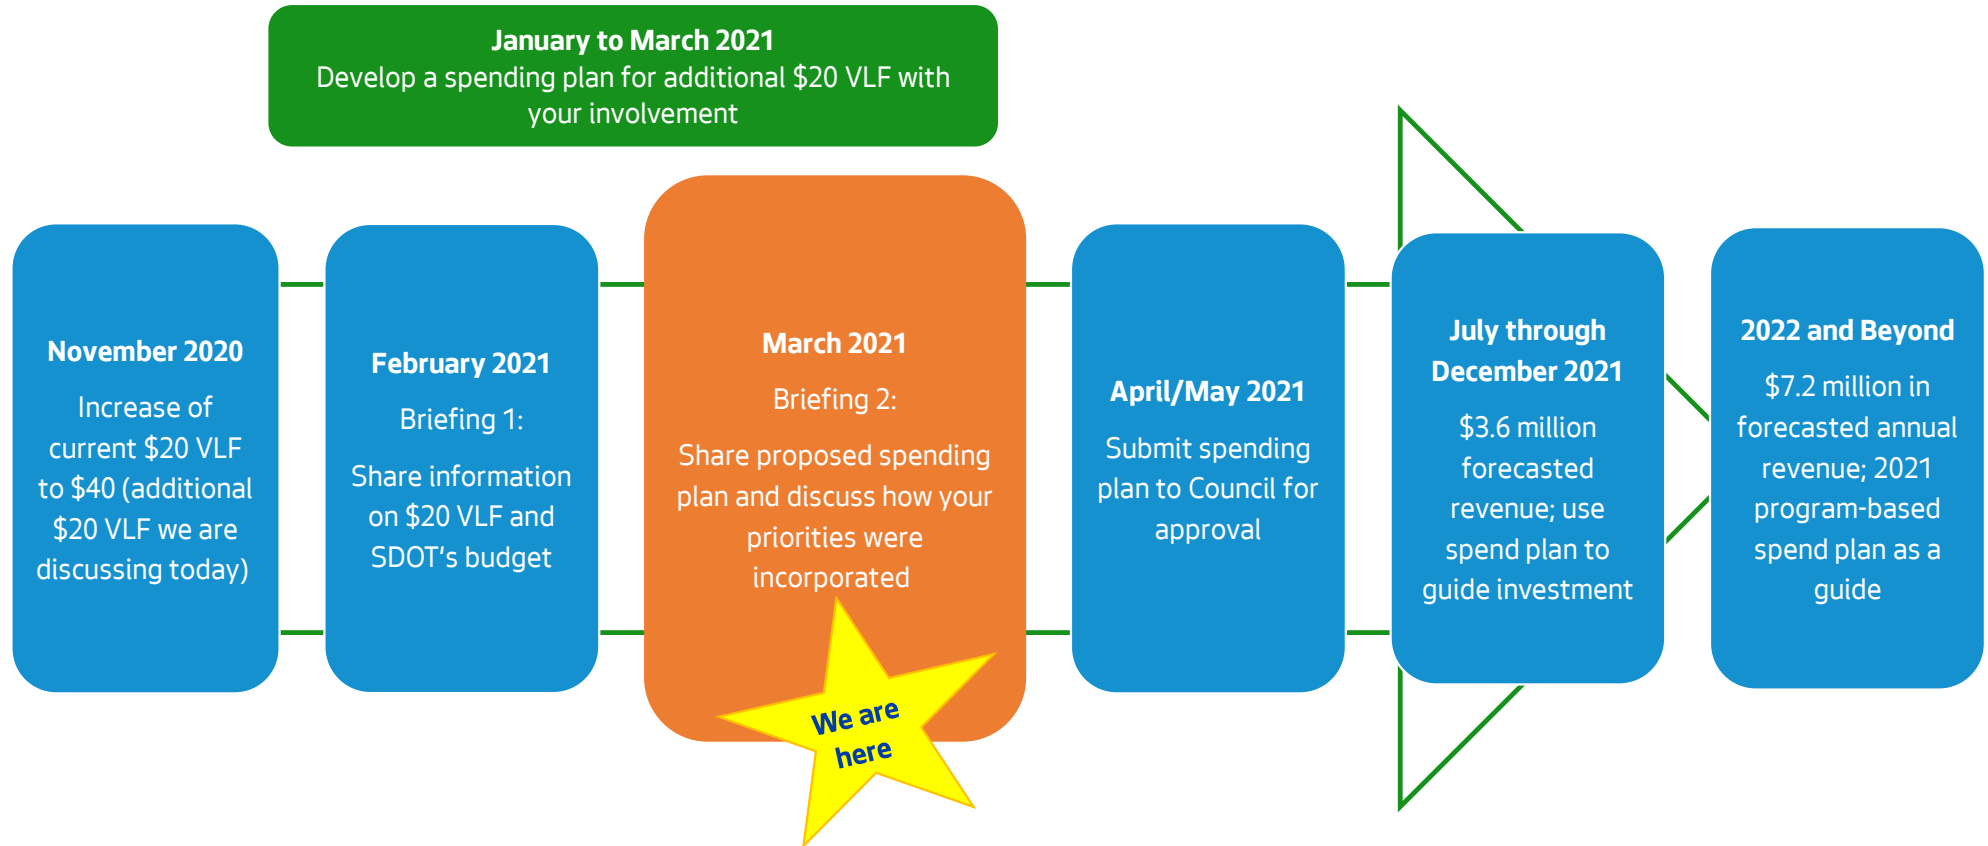 January to March 2021
Develop a spending plan for additional $20 VLF with
your involvement
November 2020
Increase of
current $20 VLF
to $40 (additional
$20 VLF we are
discussing today)
February 2021
Briefing 1:
Share information
on $20 VLF and
SDOT's budget
March 2021
Briefing 2:
Share proposed spending
plan and discuss how your
priorities were
incorporated
We are
here
April/May 2021
Submit spending
plan to Council for
approval
July through
December 2021
$3.6 million
forecasted
revenue; use
spend plan to
guide investment
2022 and Beyond
$7.2 million in
forecasted annual
revenue; 2021
program-based
spend plan as a
guide